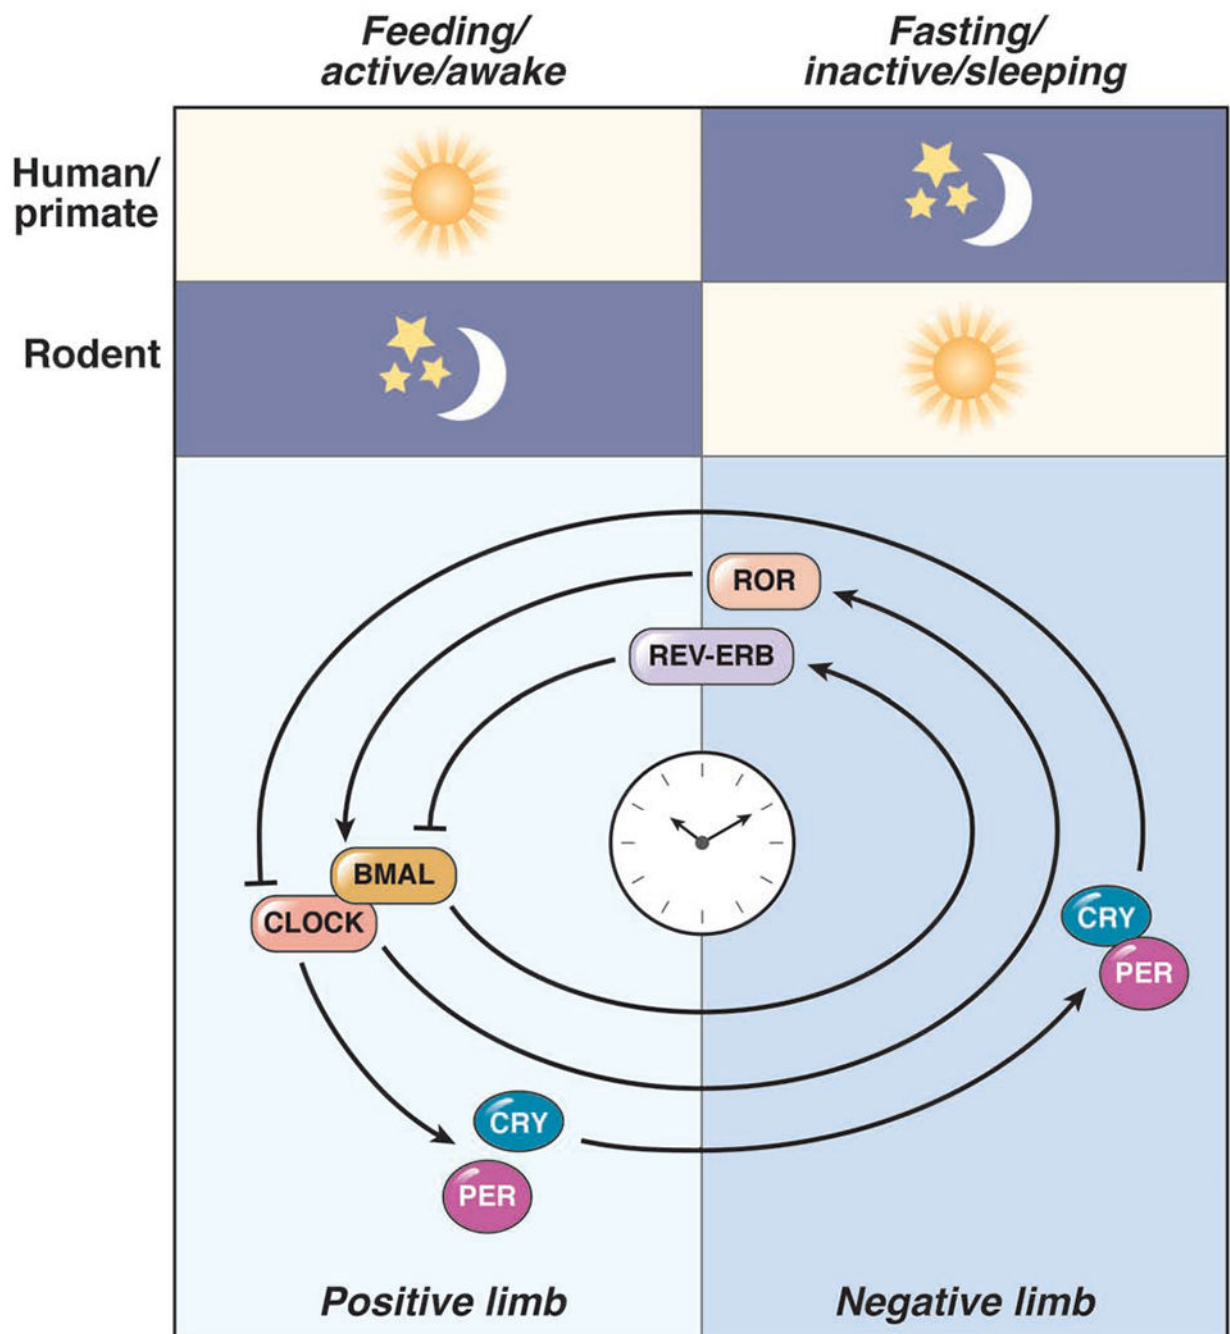 Feeding/
active/awake
Fasting/
inactive/sleeping
Human/
primate
Rodent
ROR
REV-ERB
BMAL
CLOCK
CRY
PER
CRY
PER
Positive limb
Negative limb